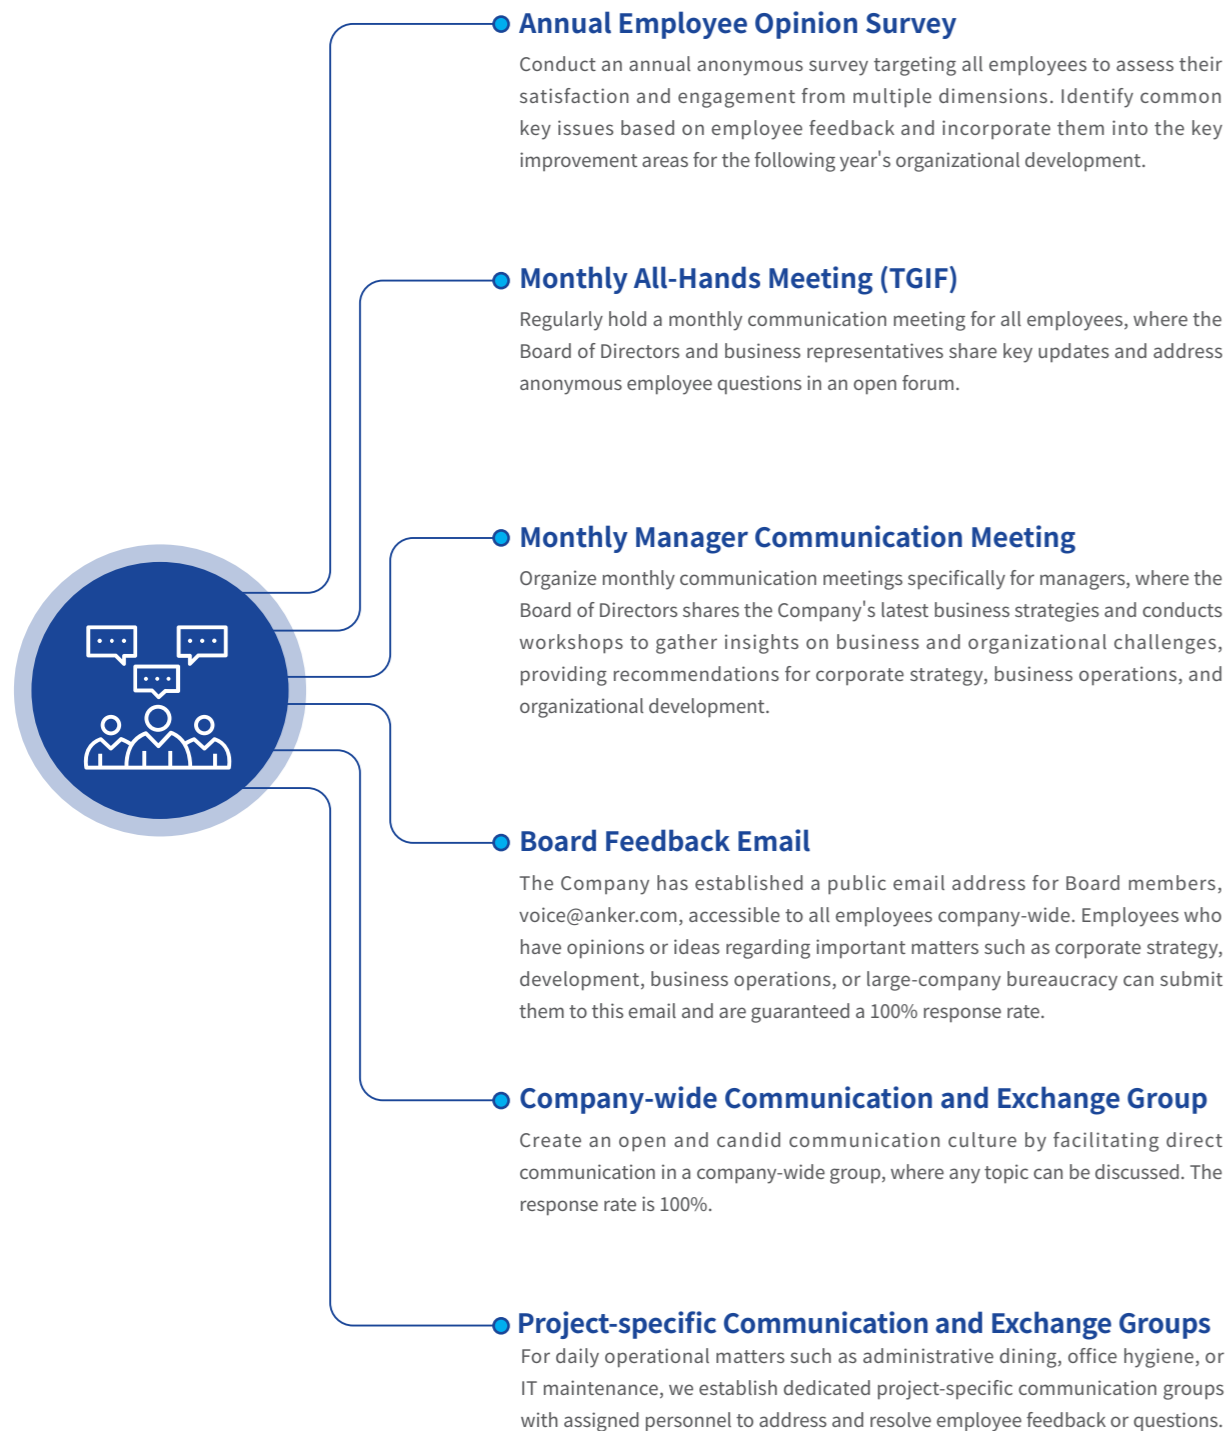 Annual Employee Opinion Survey
Conduct an annual anonymous survey targeting all employees to assess their
satisfaction and engagement from multiple dimensions. Identify common
key issues based on employee feedback and incorporate them into the key
improvement areas for the following year's organizational development.
Monthly All-Hands Meeting (TGIF)
Regularly hold a monthly communication meeting for all employees, where the
Board of Directors and business representatives share key updates and address
anonymous employee questions in an open forum.
Monthly Manager Communication Meeting
Organize monthly communication meetings specifically for managers, where the
Board of Directors shares the Company's latest business strategies and conducts
workshops to gather insights on business and organizational challenges,
providing recommendations for corporate strategy, business operations, and
organizational development.
Board Feedback Email
The Company has established a public email address for Board members,
voice@anker.com, accessible to all employees company-wide. Employees who
have opinions or ideas regarding important matters such as corporate strategy,
development, business operations, or large-company bureaucracy can submit
them to this email and are guaranteed a 100% response rate.
Company-wide Communication and Exchange Group
Create an open and candid communication culture by facilitating direct
communication in a company-wide group, where any topic can be discussed. The
response rate is 100%.
Project-specific Communication and Exchange Groups
For daily operational matters such as administrative dining, office hygiene, or
IT maintenance, we establish dedicated project-specific communication groups
with assigned personnel to address and resolve employee feedback or questions.